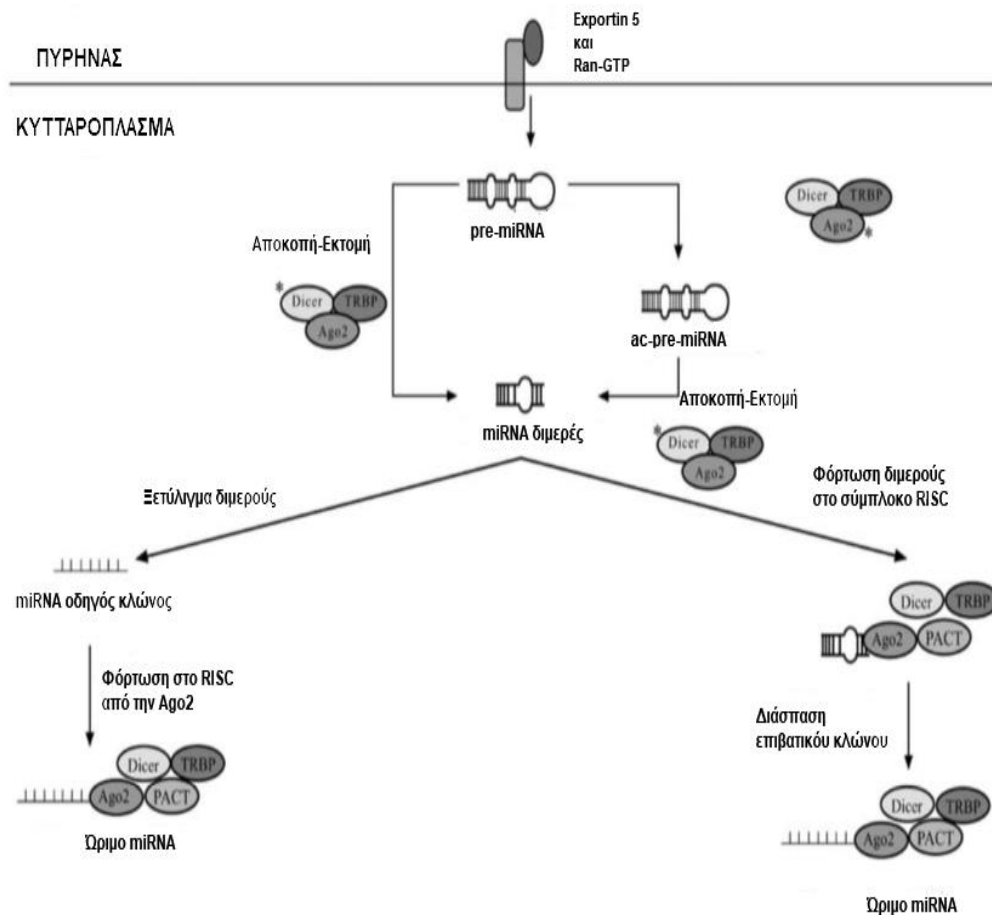 Exportin 5
και
Ran-GTP
ΠΥΡΗΝΑΣ
ΚΥΤΤΑΡΟΠΛΑΣΜΑ
pre-miRNA
Dicer
TRBP
Ago2
*
Αποκοπή-Εκτομή
*
Dicer
TRBP
Ago2
ac-pre-miRNA
miRNA διμερές
Αποκοπή-Εκτομή
*
Dicer
TRBP
Ago2
Ξετύλιγμα διμερούς
Φόρτωση διμερούς
στο σύμπλοκο RISC
miRNA οδηγός κλώνος
Dicer
TRBP
Ago2
PACT
Φόρτωση στο RISC
από την Ago2
Διάσπαση
επιβατικόυ κλώνου
Dicer
TRBP
Ago2
PACT
Ώριμο miRNA
Dicer
TRBP
Ago2
PACT
Ώριμο miRNA